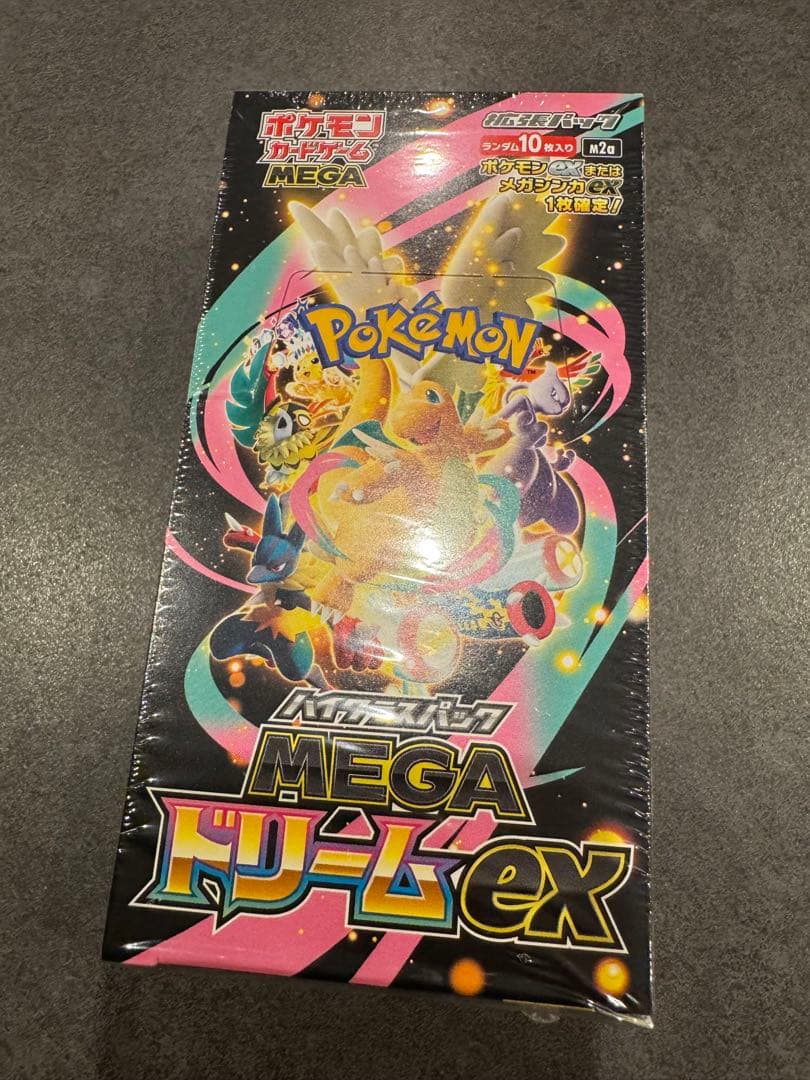 ポケモン
カードゲーム
MEGA
拡張パック
ランダム10枚入り
M2a
ポケモンexまたは
メガシンカex
1枚確定!
POKéMON
TM
ハイクラスパック
MEGA
ドリームex